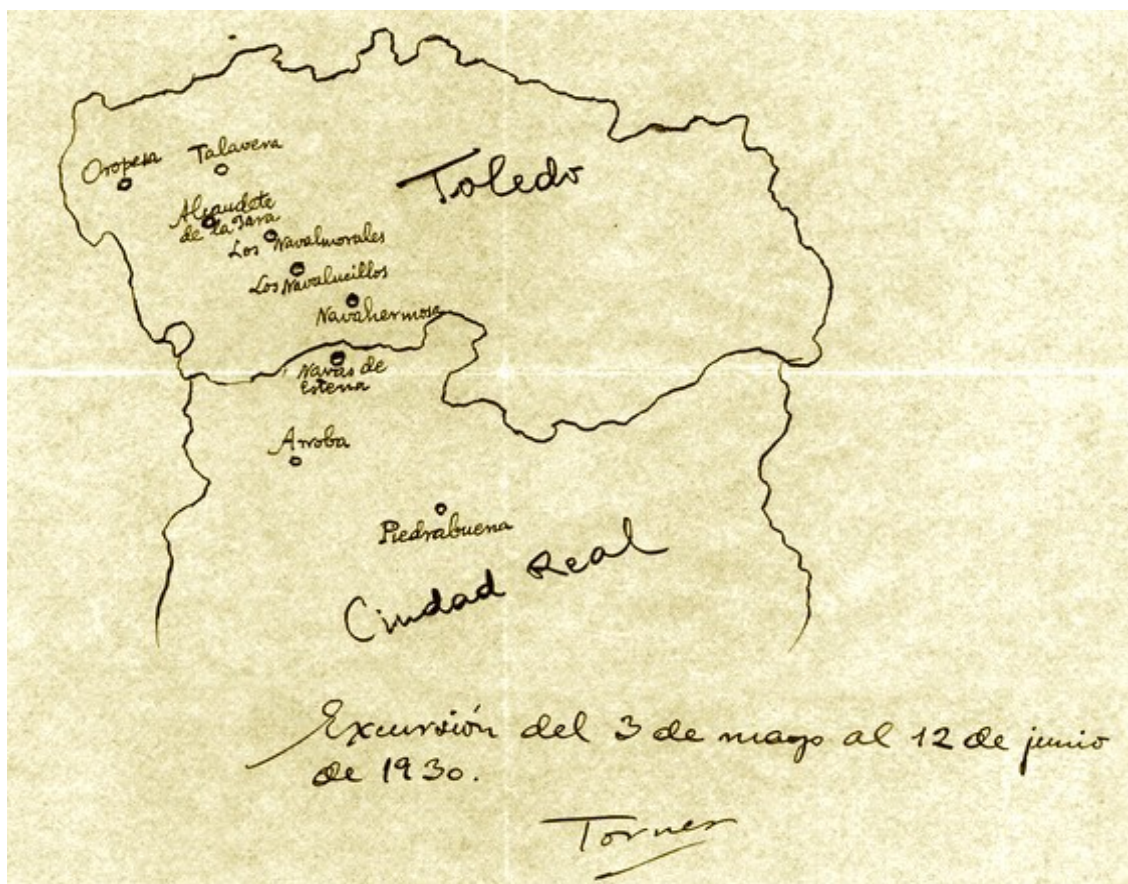 Oropesa
Talavera
Toledo
Alcaudete
de la Jara
Los Navalmorales
Los Navalucillos
Navahermosa
Navas de
Estena
Arroba
Piedrabuena
Ciudad Real
Excursión del 3 de mayo al 12 de junio
de 1930.
Torner